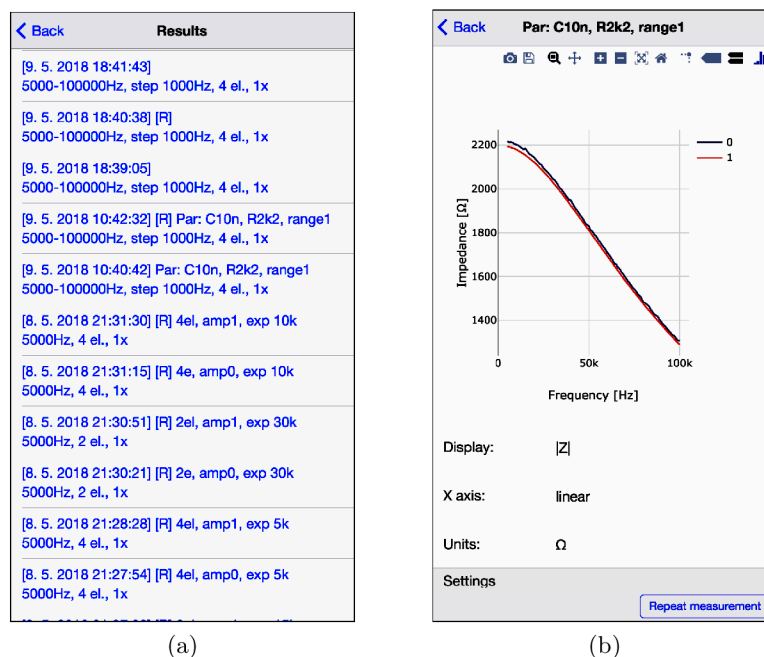 Back Results
[9. 5. 2018 18:41:43]
5000-100000Hz, step 1000Hz, 4 el., 1x
[9. 5. 2018 18:40:38] [R]
5000-100000Hz, step 1000Hz, 4 el., 1x
[9. 5. 2018 18:39:05]
5000-100000Hz, step 1000Hz, 4 el., 1x
[9. 5. 2018 10:42:32] [R] Par: C10n, R2k2, range1
5000-100000Hz, step 1000Hz, 4 el., 1x
[9. 5. 2018 10:40:42] Par: C10n, R2k2, range1
5000-100000Hz, step 1000Hz, 4 el., 1x
[8. 5. 2018 21:31:30] [R] 4el, amp1, exp 10k
5000Hz, 4 el., 1x
[8. 5. 2018 21:31:15] [R] 4e, amp0, exp 10k
5000Hz, 4 el., 1x
[8. 5. 2018 21:30:51] [R] 2el, amp1, exp 30k
5000Hz, 2 el., 1x
[8. 5. 2018 21:30:21] [R] 2e, amp0, exp 30k
5000Hz, 2 el., 1x
[8. 5. 2018 21:28:28] [R] 4el, amp1, exp 5k
5000Hz, 4 el., 1x
[8. 5. 2018 21:27:54] [R] 4el, amp0, exp 5k
5000Hz, 4 el., 1x
(a)
Back Par: C10n, R2k2, range1
2200
2000
1800
1600
1400
Impedance [Ω]
0 50k 100k
Frequency [Hz]
0
1
Display: |Z|
X axis: linear
Units: Ω
Settings
Repeat measurement
(b)